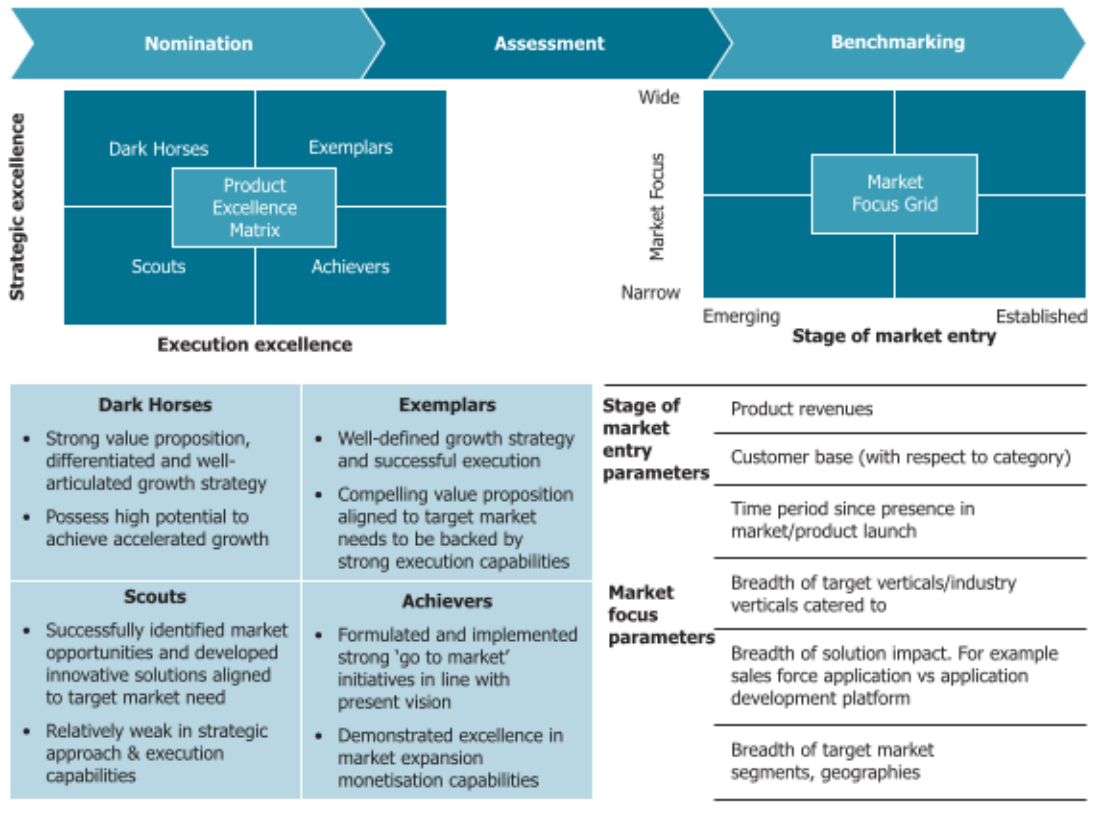 Nomination
Assessment
Benchmarking
Strategic excellence
Dark Horses
Exemplars
Product
Excellence
Matrix
Scouts
Achievers
Execution excellence
Wide
Market Focus
Narrow
Market
Focus Grid
Emerging
Established
Stage of market entry
Dark Horses
• Strong value proposition,
differentiated and well-
articulated growth strategy
• Possess high potential to
achieve accelerated growth
Exemplars
• Well-defined growth strategy
and successful execution
• Compelling value proposition
aligned to target market
needs to be backed by
strong execution capabilities
Scouts
• Successfully identified market
opportunities and developed
innovative solutions aligned
to target market need
• Relatively weak in strategic
approach & execution
capabilities
Achievers
• Formulated and implemented
strong ‘go to market’
initiatives in line with
present vision
• Demonstrated excellence in
market expansion
monetisation capabilities
Stage of
market
entry
parameters
Product revenues
Customer base (with respect to category)
Time period since presence in
market/product launch
Market
focus
parameters
Breadth of target verticals/industry
verticals catered to
Breadth of solution impact. For example
sales force application vs application
development platform
Breadth of target market
segments, geographies